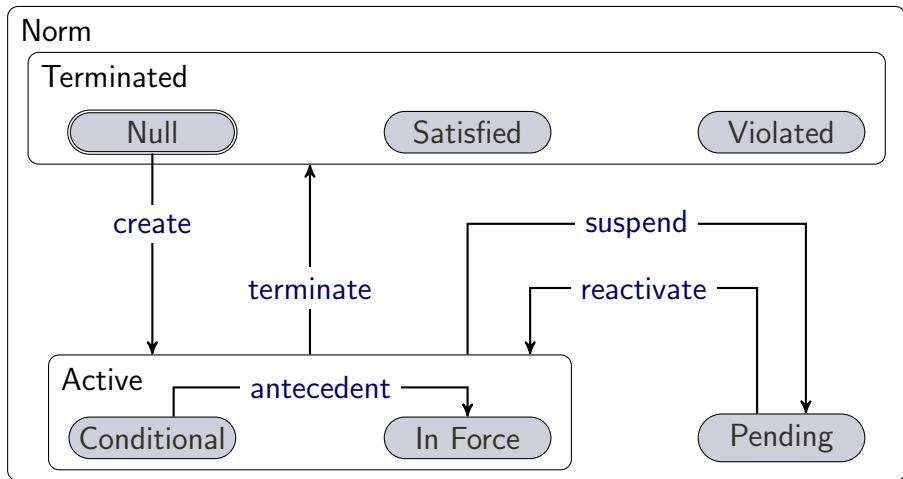 Norm
Terminated
Null
Satisfied
Violated
create
suspend
terminate
reactivate
Active
antecedent
Conditional
In Force
Pending